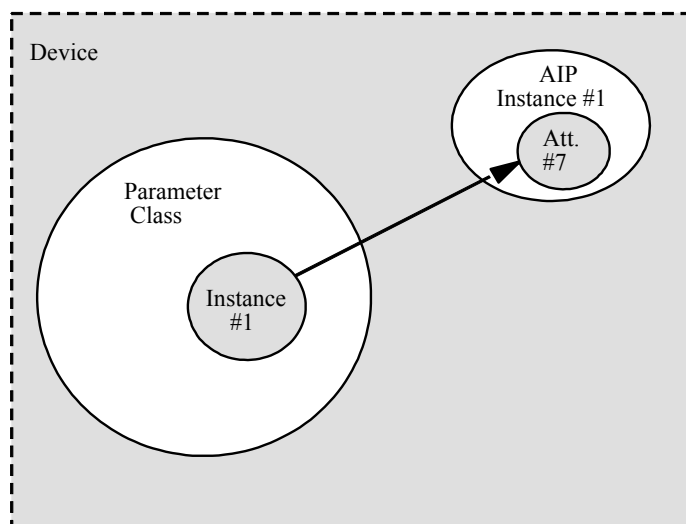 Device
AIP
Instance #1
Att.
#7
Parameter
Class
Instance
#1